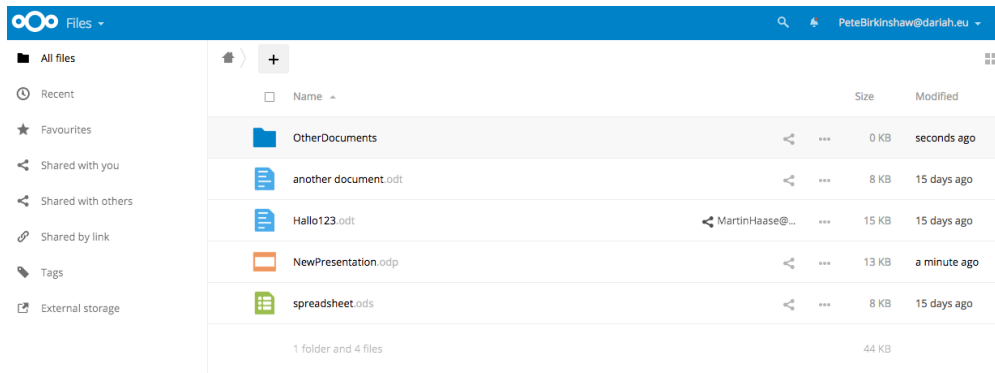 Files
PeteBirkinshaw@dariah.eu
All files
Recent
Favourites
Shared with you
Shared with others
Shared by link
Tags
External storage
+
Name Size Modified
OtherDocuments 0 KB seconds ago
another document.odt 8 KB 15 days ago
Hallo123.odt MartinHaase@... 15 KB 15 days ago
NewPresentation.odp 13 KB a minute ago
spreadsheet.ods 8 KB 15 days ago
1 folder and 4 files 44 KB